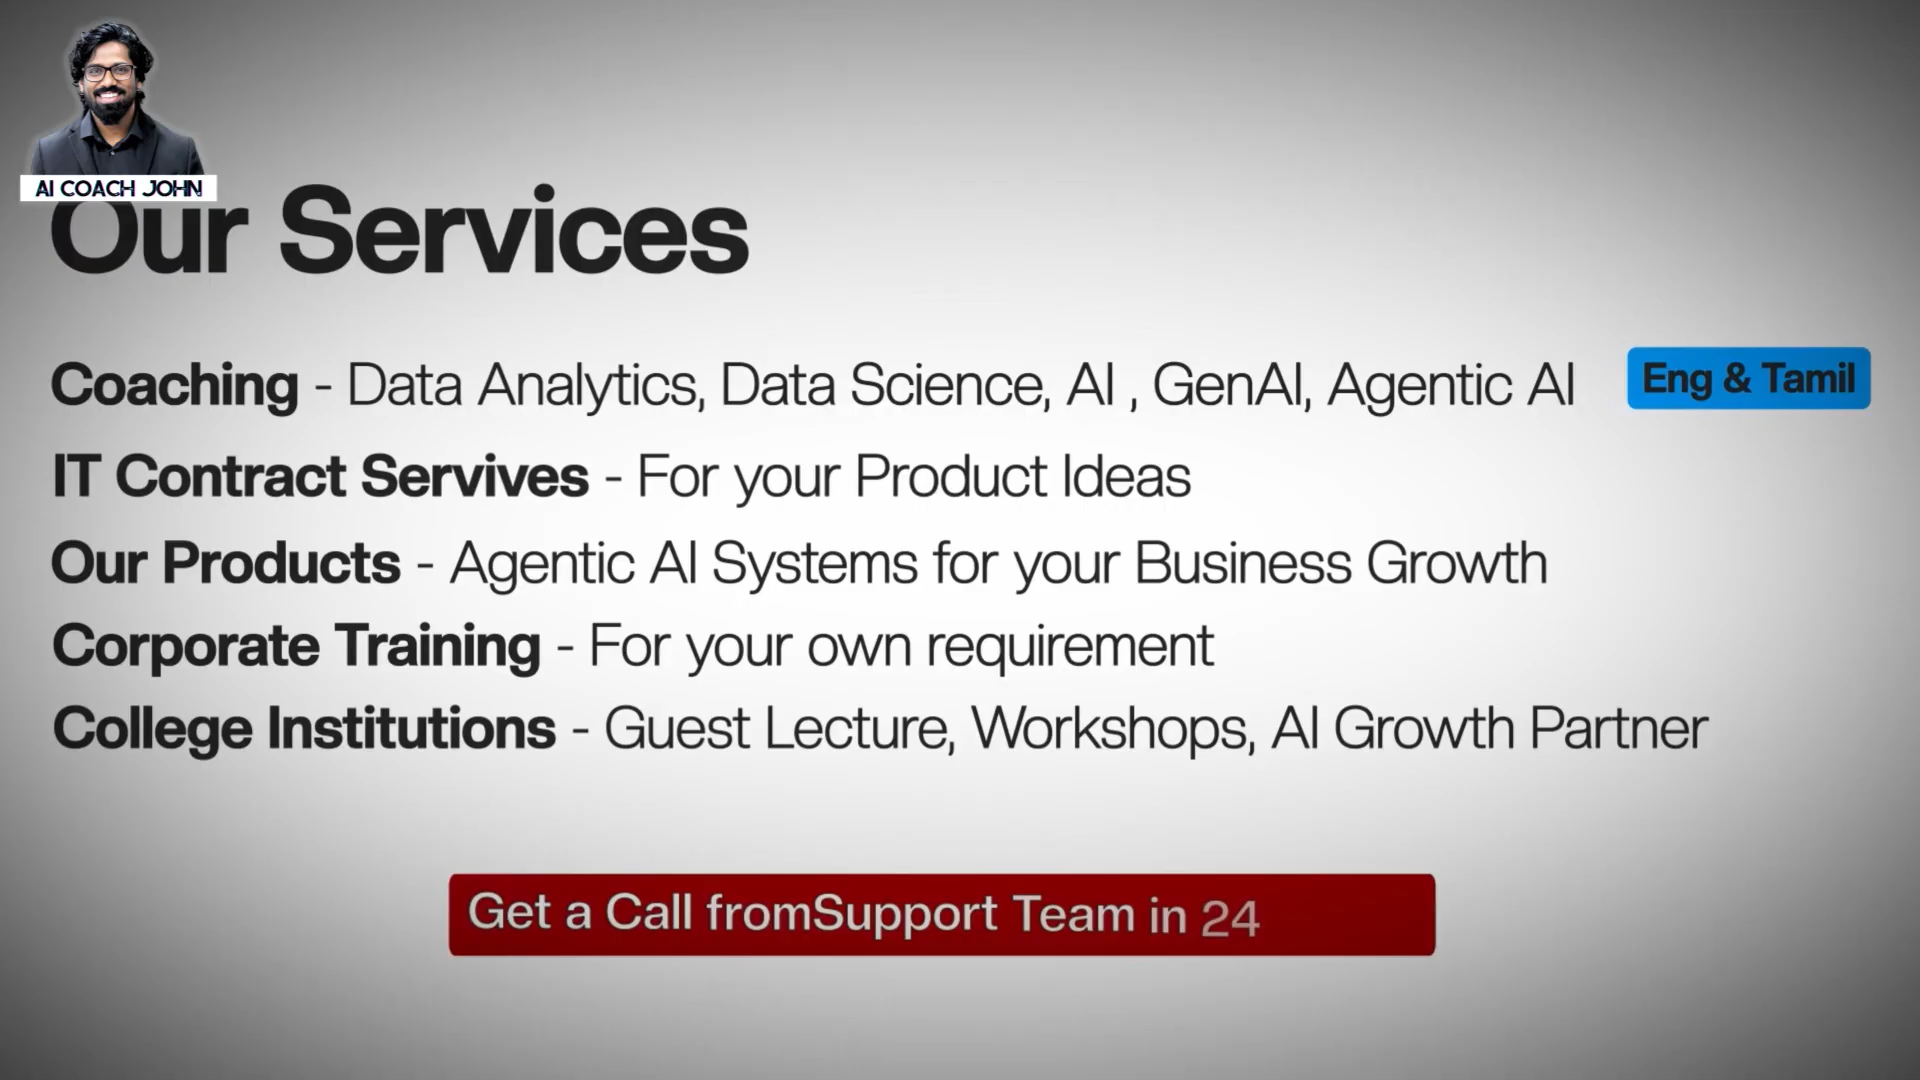 AI COACH JOHN
Our Services
Coaching - Data Analytics, Data Science, AI , GenAI, Agentic AI
Eng & Tamil
IT Contract Servives - For your Product Ideas
Our Products - Agentic AI Systems for your Business Growth
Corporate Training - For your own requirement
College Institutions - Guest Lecture, Workshops, AI Growth Partner
Get a Call fromSupport Team in 24